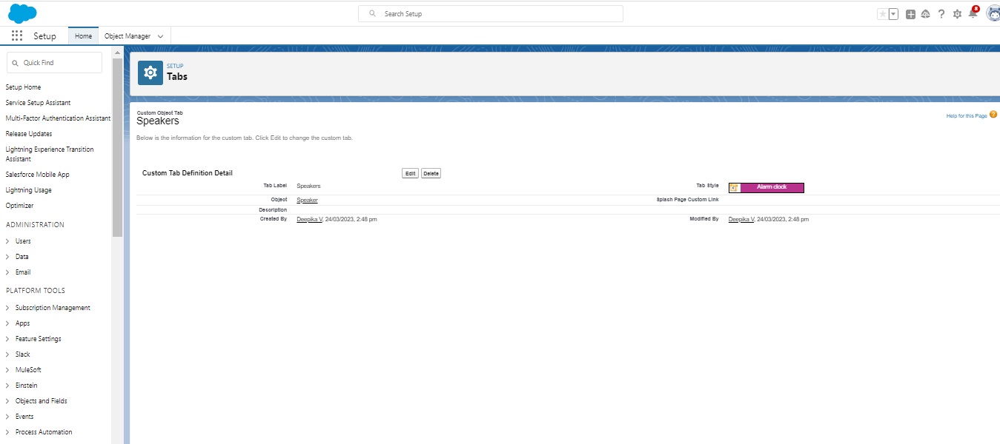 Search Setup
8
Setup
Home
Object Manager
Quick Find
Setup Home
Service Setup Assistant
Multi-Factor Authentication Assistant
Release Updates
Lightning Experience Transition
Assistant
Salesforce Mobile App
Lightning Usage
Optimizer
ADMINISTRATION
Users
Data
Email
PLATFORM TOOLS
Subscription Management
Apps
Feature Settings
Slack
MuleSoft
Einstein
Objects and Fields
Events
Process Automation
SETUP
Tabs
Custom Object Tab
Speakers
Help for this Page
Below is the information for the custom tab. Click Edit to change the custom tab.
Custom Tab Definition Detail
Edit Delete
Tab Label Speakers Tab Style Alarm clock
Object Speaker Splash Page Custom Link
Description
Created By Deepika V, 24/03/2023, 2:48 pm Modified By Deepika V, 24/03/2023, 2:48 pm